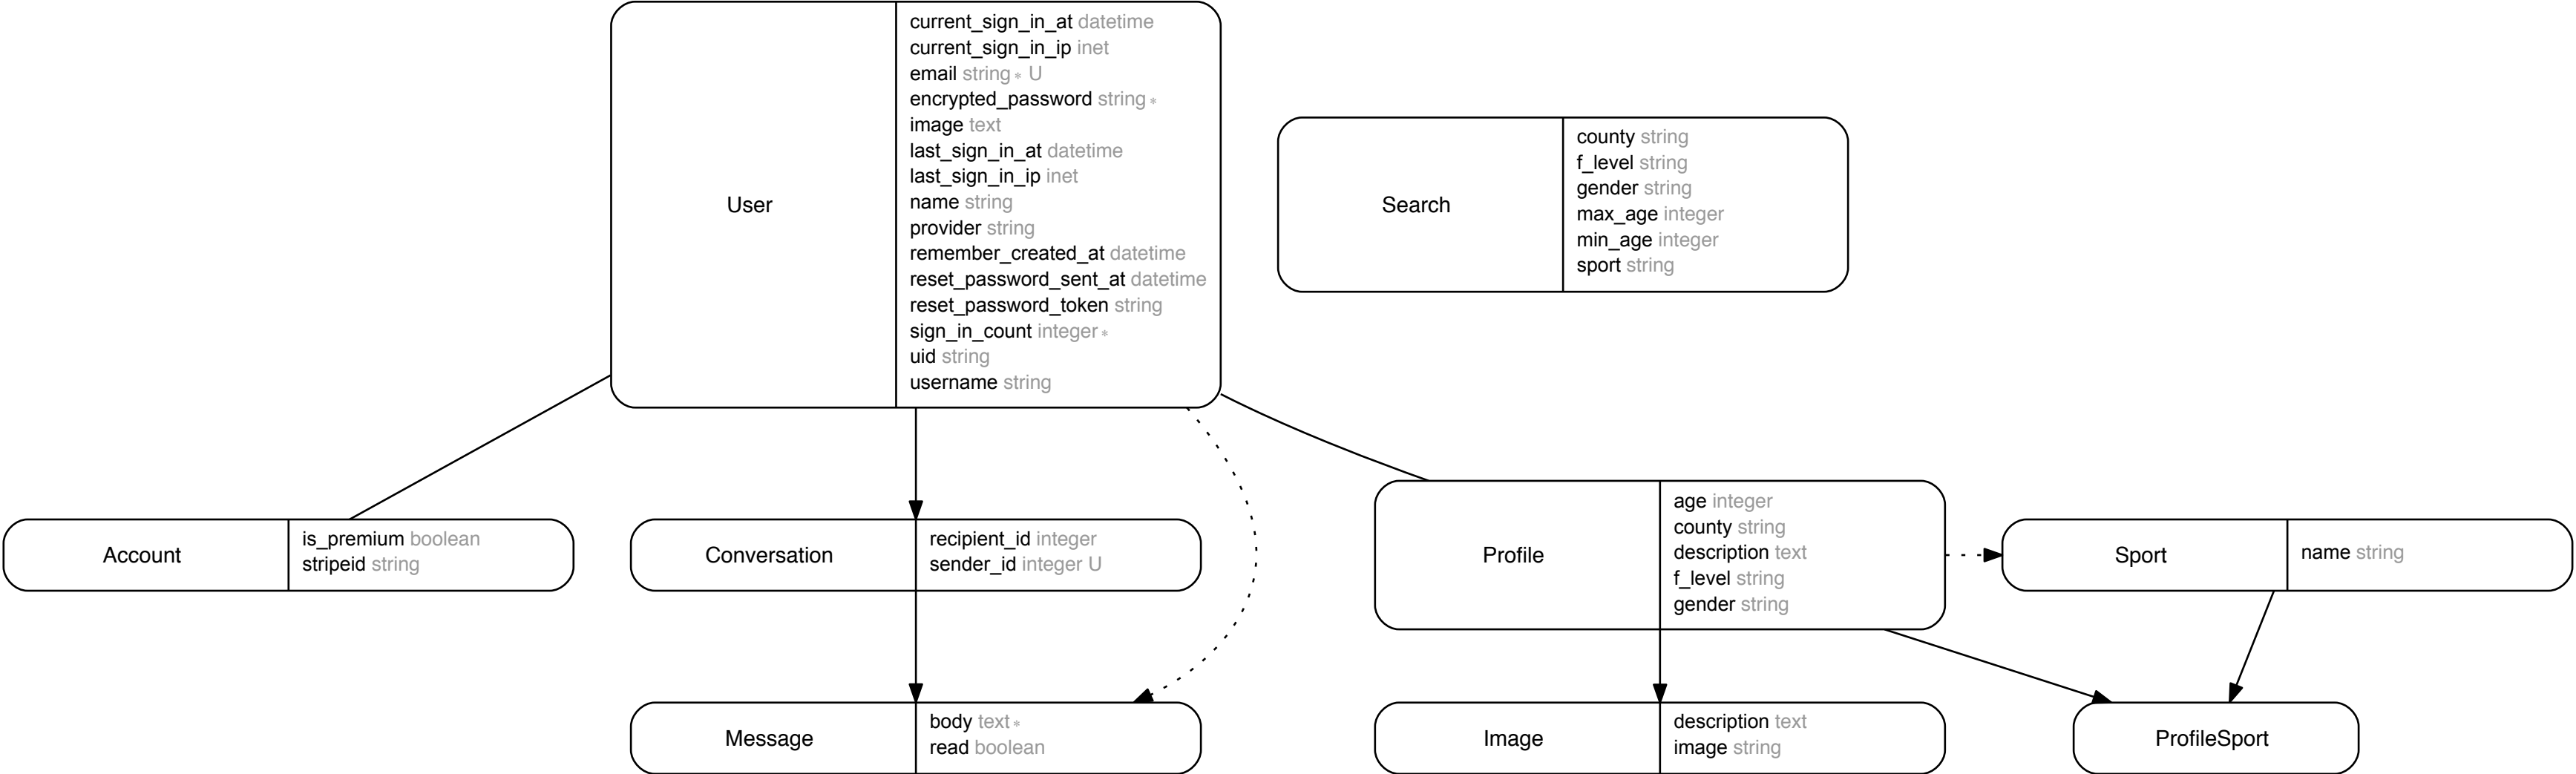 User
current_sign_in_at datetime
current_sign_in_ip inet
email string ∗ U
encrypted_password string ∗
image text
last_sign_in_at datetime
last_sign_in_ip inet
name string
provider string
remember_created_at datetime
reset_password_sent_at datetime
reset_password_token string
sign_in_count integer ∗
uid string
username string
Search
county string
f_level string
gender string
max_age integer
min_age integer
sport string
Account
is_premium boolean
stripeid string
Conversation
recipient_id integer
sender_id integer U
Profile
age integer
county string
description text
f_level string
gender string
Sport
name string
Message
body text ∗
read boolean
Image
description text
image string
ProfileSport